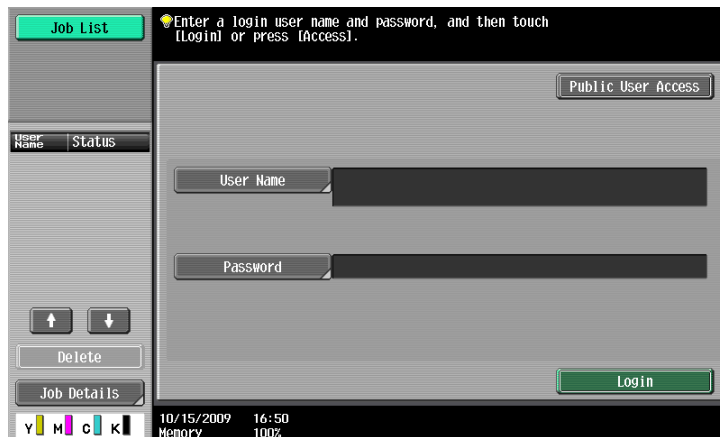 Job List
Enter a login user name and password, and then touch
[Login] or press [Access].
Public User Access
User Name
Status
User Name
Password
Delete
Job Details
Login
Y M C K
10/15/2009 16:50
Memory 100%